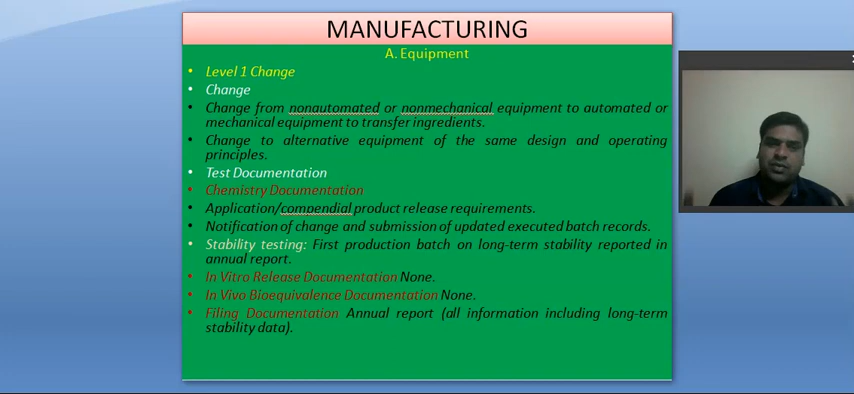 MANUFACTURING
A. Equipment
• Level 1 Change
• Change
• Change from nonautomated or nonmechanical equipment to automated or
mechanical equipment to transfer ingredients.
• Change to alternative equipment of the same design and operating
principles.
• Test Documentation
• Chemistry Documentation
• Application/compendial product release requirements.
• Notification of change and submission of updated executed batch records.
• Stability testing: First production batch on long-term stability reported in
annual report.
• In Vitro Release Documentation None.
• In Vivo Bioequivalence Documentation None.
• Filing Documentation Annual report (all information including long-term
stability data).